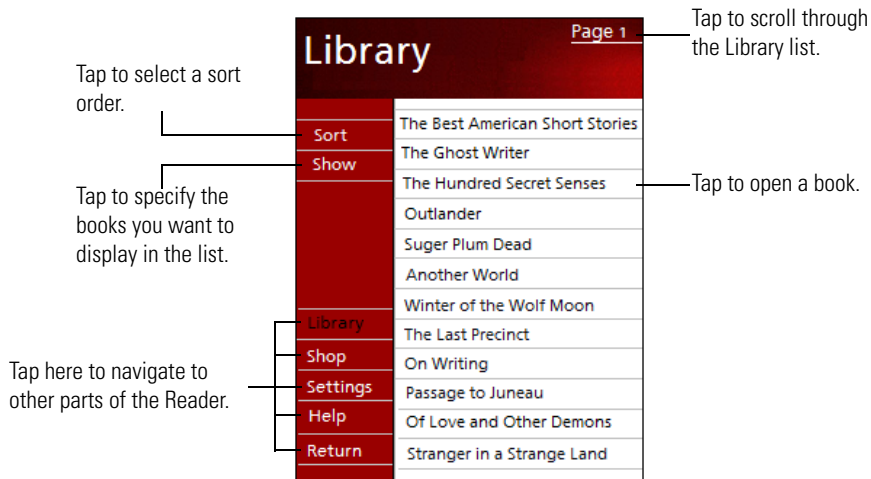 Library
Page 1
Tap to scroll through
the Library list.
Tap to select a sort
order.
Sort
Show
Tap to specify the
books you want to
display in the list.
The Best American Short Stories
The Ghost Writer
The Hundred Secret Senses
Outlander
Suger Plum Dead
Another World
Winter of the Wolf Moon
The Last Precinct
On Writing
Passage to Juneau
Of Love and Other Demons
Stranger in a Strange Land
Tap to open a book.
Library
Shop
Settings
Help
Return
Tap here to navigate to
other parts of the Reader.